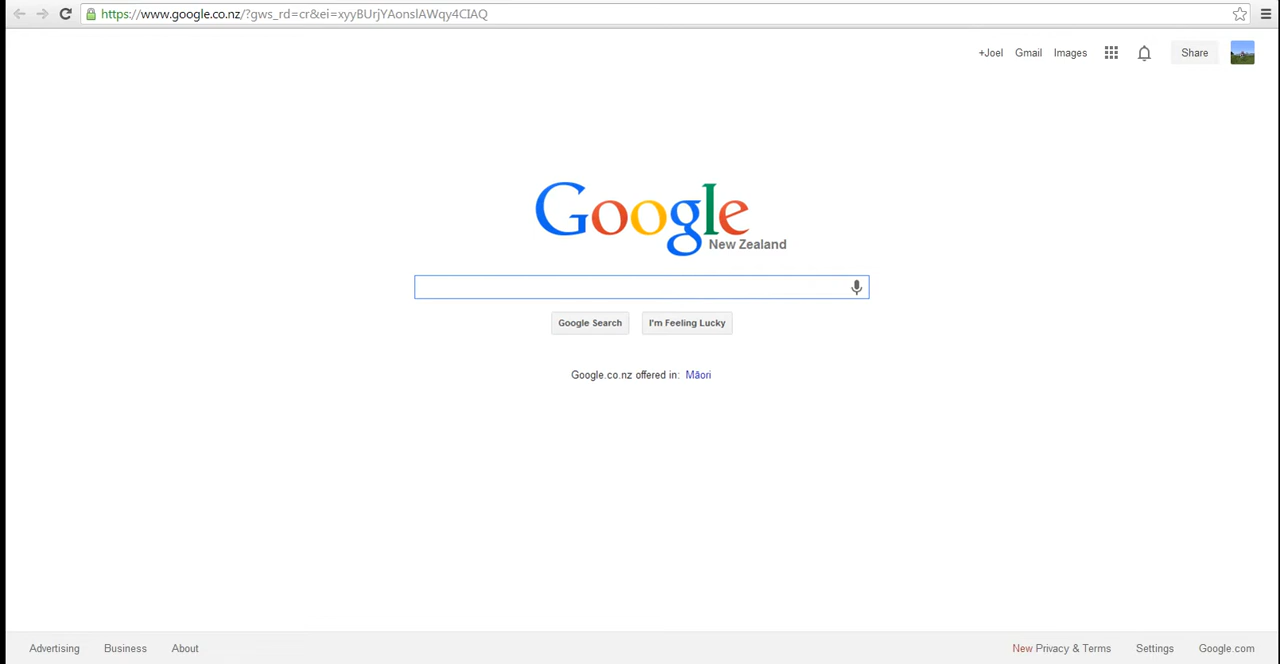 https://www.google.co.nz/?gws_rd=cr&ei=xyyBUrjYAonslAWqy4CIAQ
+Joel Gmail Images Share
Google
New Zealand
Google Search I'm Feeling Lucky
Google.co.nz offered in: Māori
Advertising Business About New Privacy & Terms Settings Google.com